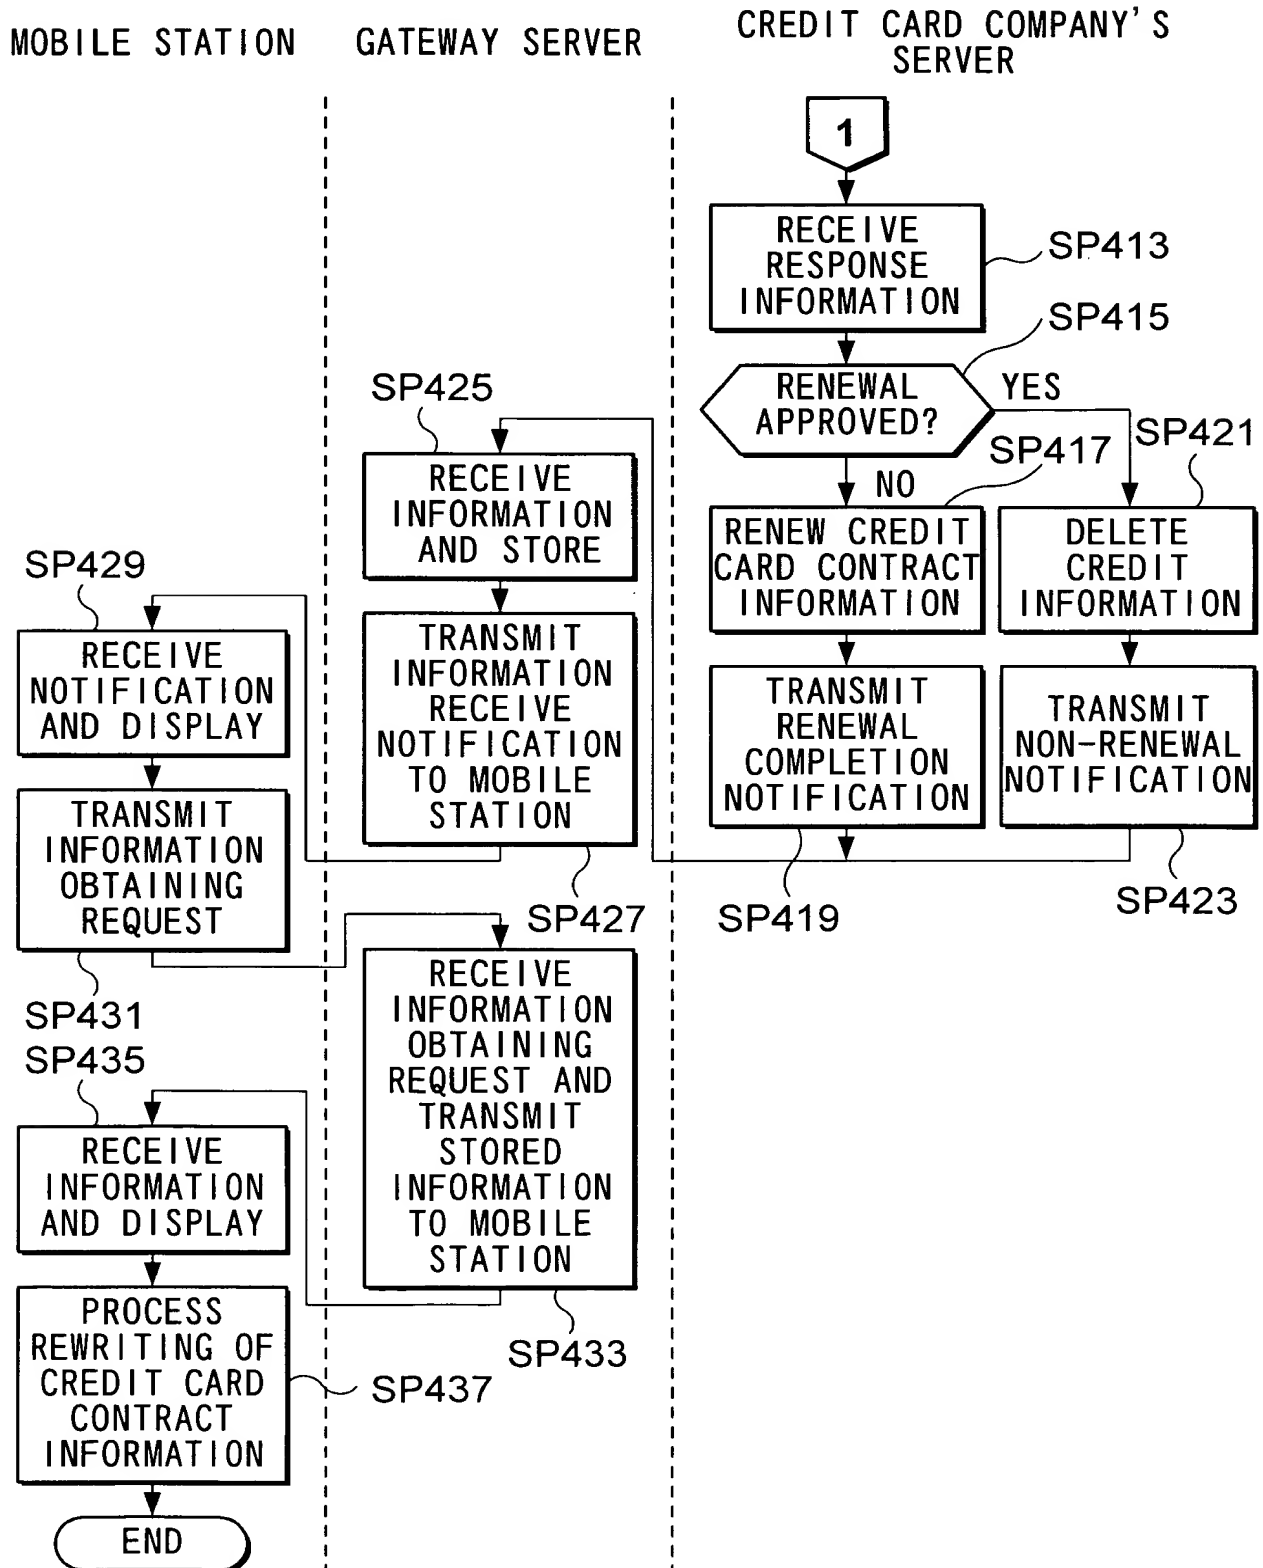 MOBILE STATION
GATEWAY SERVER
CREDIT CARD COMPANY'S
SERVER
1
RECEIVE
RESPONSE
INFORMATION
SP413
SP415
RENEWAL
APPROVED?
YES
NO
SP417
SP421
RENEW CREDIT
CARD CONTRACT
INFORMATION
DELETE
CREDIT
INFORMATION
TRANSMIT
RENEWAL
COMPLETION
NOTIFICATION
TRANSMIT
NON-RENEWAL
NOTIFICATION
SP419
SP423
SP425
RECEIVE
INFORMATION
AND STORE
TRANSMIT
INFORMATION
RECEIVE
NOTIFICATION
TO MOBILE
STATION
SP427
SP429
RECEIVE
NOTIFICATION
AND DISPLAY
TRANSMIT
INFORMATION
OBTAINING
REQUEST
SP431
RECEIVE
INFORMATION
OBTAINING
REQUEST AND
TRANSMIT
STORED
INFORMATION
TO MOBILE
STATION
SP433
SP435
RECEIVE
INFORMATION
AND DISPLAY
PROCESS
REWRITING OF
CREDIT CARD
CONTRACT
INFORMATION
SP437
END